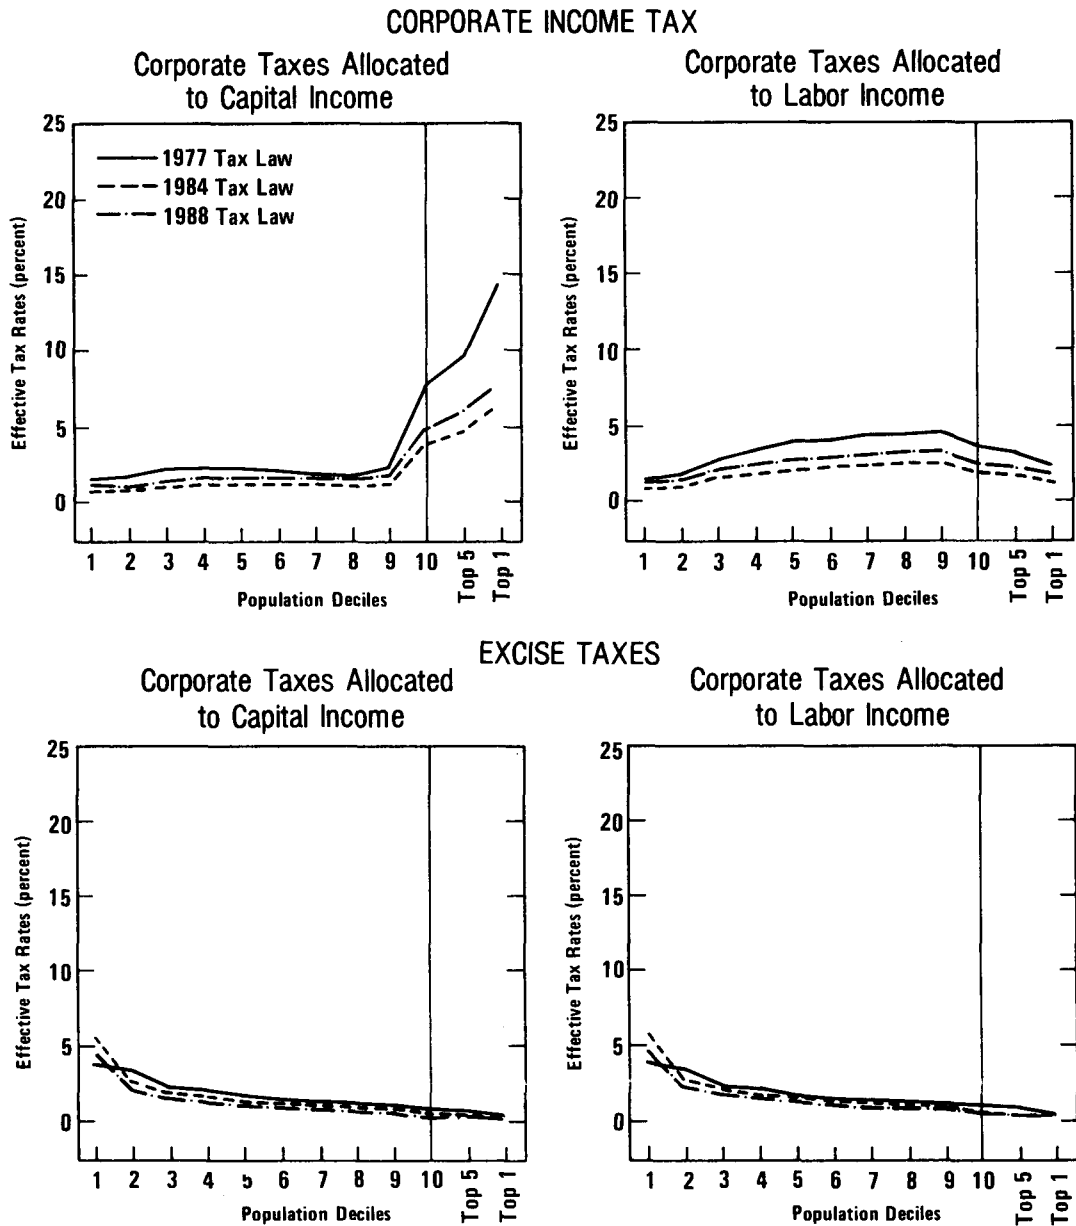 CORPORATE INCOME TAX
Corporate Taxes Allocated
to Capital Income
25
20
15
10
5
0
Effective Tax Rates (percent)
1977 Tax Law
1984 Tax Law
1988 Tax Law
1 2 3 4 5 6 7 8 9 10 Top 5 Top 1
Population Deciles
Corporate Taxes Allocated
to Labor Income
25
20
15
10
5
0
Effective Tax Rates (percent)
1 2 3 4 5 6 7 8 9 10 Top 5 Top 1
Population Deciles
EXCISE TAXES
Corporate Taxes Allocated
to Capital Income
25
20
15
10
5
0
Effective Tax Rates (percent)
1 2 3 4 5 6 7 8 9 10 Top 5 Top 1
Population Deciles
Corporate Taxes Allocated
to Labor Income
25
20
15
10
5
0
Effective Tax Rates (percent)
1 2 3 4 5 6 7 8 9 10 Top 5 Top 1
Population Deciles